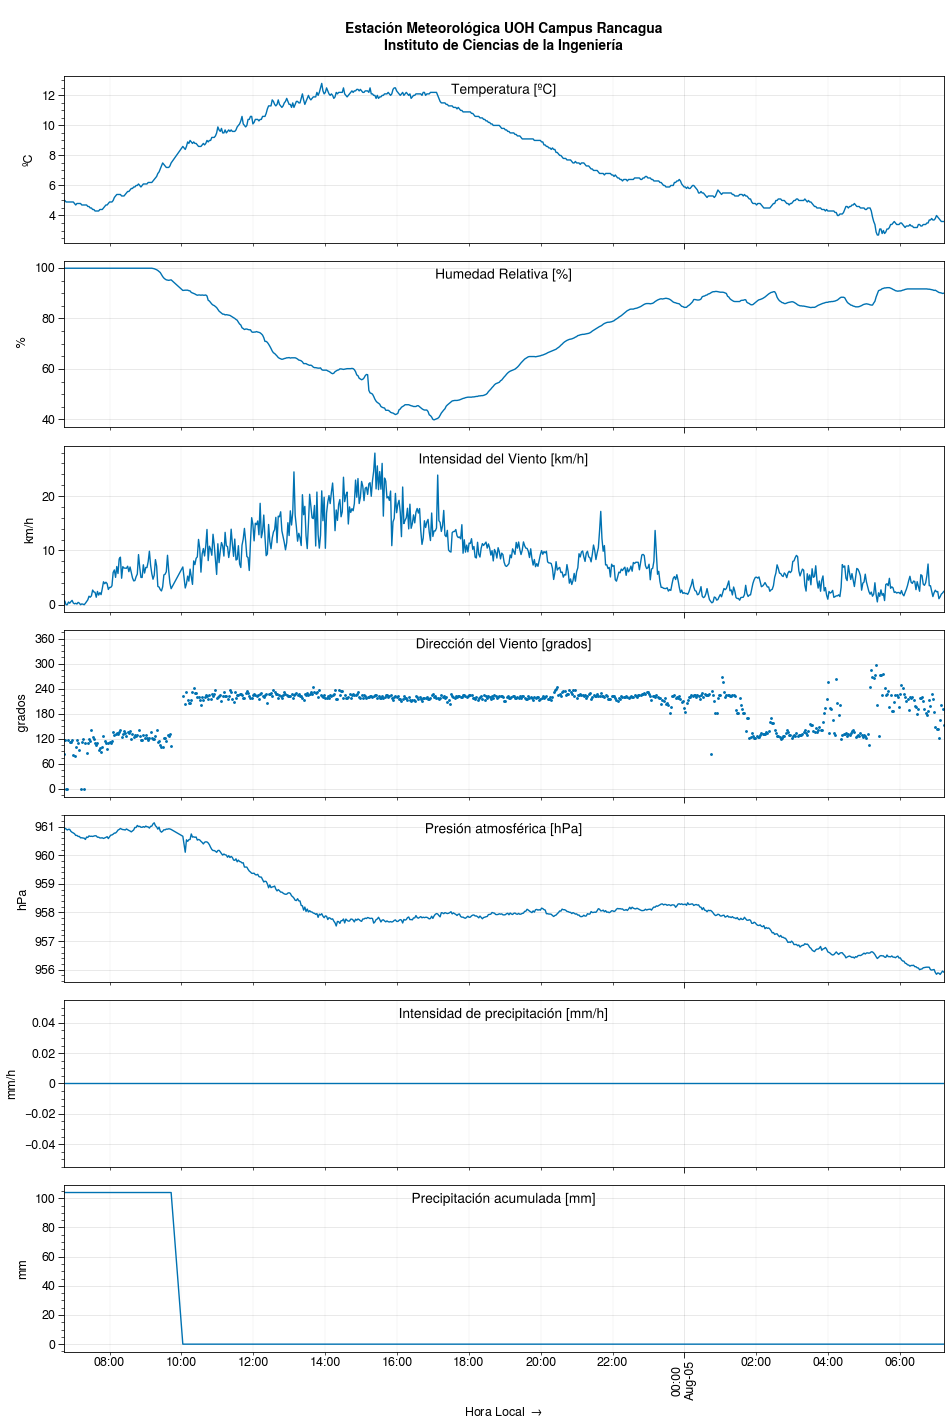 Estación Meteorológica UOH Campus Rancagua
Instituto de Ciencias de la Ingeniería
Temperatura [ºC]
ºC
12
10
8
6
4
Humedad Relativa [%]
%
100
80
60
40
Intensidad del Viento [km/h]
km/h
20
10
0
Dirección del Viento [grados]
grados
360
300
240
180
120
60
0
Presión atmosférica [hPa]
hPa
961
960
959
958
957
956
Intensidad de precipitación [mm/h]
mm/h
0.04
0.02
0
−0.02
−0.04
Precipitación acumulada [mm]
mm
100
80
60
40
20
0
08:00 10:00 12:00 14:00 16:00 18:00 20:00 22:00 00:00 02:00 04:00 06:00
Aug-05
Hora Local →